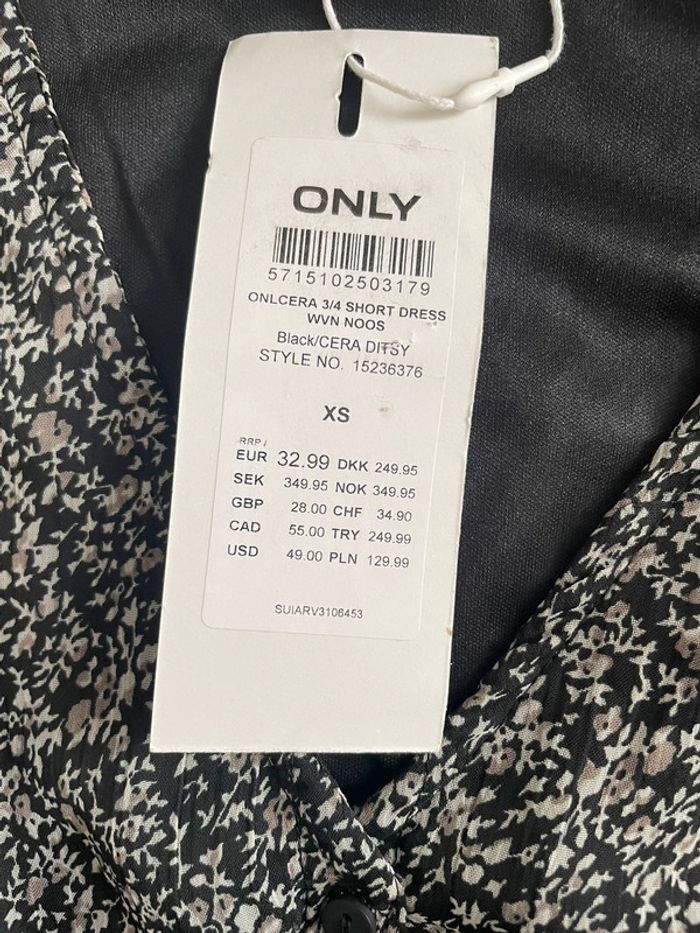 ONLY
5715102503179
ONLCERA 3/4 SHORT DRESS
WVN NOOS
Black/CERA DITSY
STYLE NO. 15236376
XS
RRP /
EUR 32.99 DKK 249.95
SEK 349.95 NOK 349.95
GBP 28.00 CHF 34.90
CAD 55.00 TRY 249.99
USD 49.00 PLN 129.99
SUIARV3106453